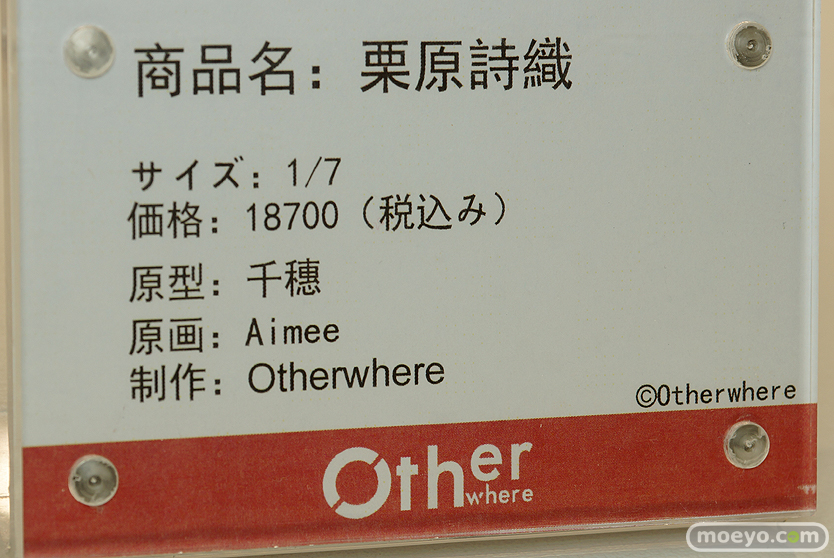 商品名：栗原詩織
サイズ：1/7
価格：18700（税込み）
原型：千穂
原画：Aimee
制作：Otherwhere
©Otherwhere
Other
where
moeyo.com